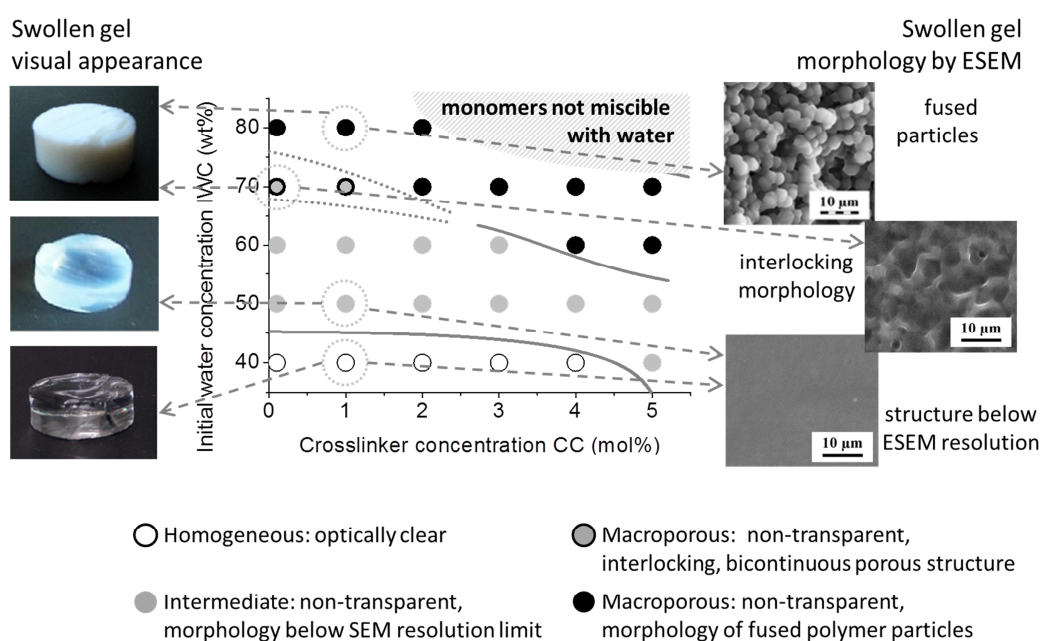 Swollen gel
visual appearance
Swollen gel
morphology by ESEM
monomers not miscible
with water
fused
particles
10 μm
interlocking
morphology
10 μm
structure below
ESEM resolution
10 μm
Initial water concentration IWC (wt%)
80
70
60
50
40
0 1 2 3 4 5
Crosslinker concentration CC (mol%)
Homogeneous: optically clear
Intermediate: non-transparent,
morphology below SEM resolution limit
Macroporous: non-transparent,
interlocking, bicontinuous porous structure
Macroporous: non-transparent,
morphology of fused polymer particles